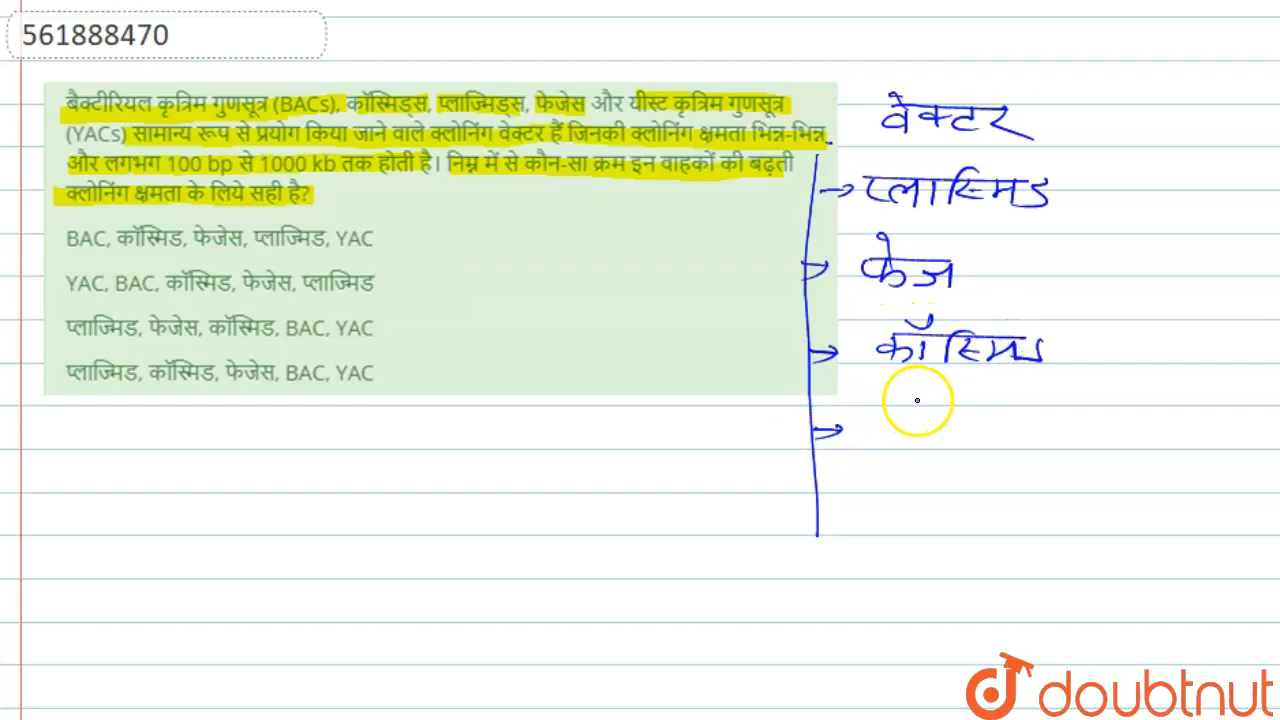 561888470
बैक्टीरियल कृत्रिम गुणसूत्र (BACs), कॉस्मिड्स, प्लाज्मिड्स, फेजेस और यीस्ट कृत्रिम गुणसूत्र
(YACs) सामान्य रूप से प्रयोग किया जाने वाले क्लोनिंग वेक्टर हैं जिनकी क्लोनिंग क्षमता भिन्न-भिन्न
और लगभग 100 bp से 1000 kb तक होती है। निम्न में से कौन-सा क्रम इन वाहकों की बढ़ती
क्लोनिंग क्षमता के लिये सही है?
BAC, कॉस्मिड, फेजेस, प्लाज्मिड, YAC
YAC, BAC, कॉस्मिड, फेजेस, प्लाज्मिड
प्लाज्मिड, फेजेस, कॉस्मिड, BAC, YAC
प्लाज्मिड, कॉस्मिड, फेजेस, BAC, YAC
वेक्टर
प्लास्मिड
फेज
कॉस्मिड
doubtnut